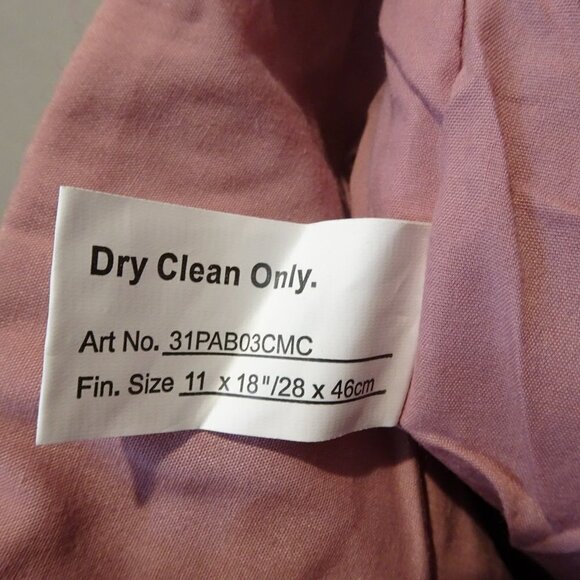 Dry Clean Only.
Art No. 31PAB03CMC
Fin. Size 11 x 18"/28 x 46cm